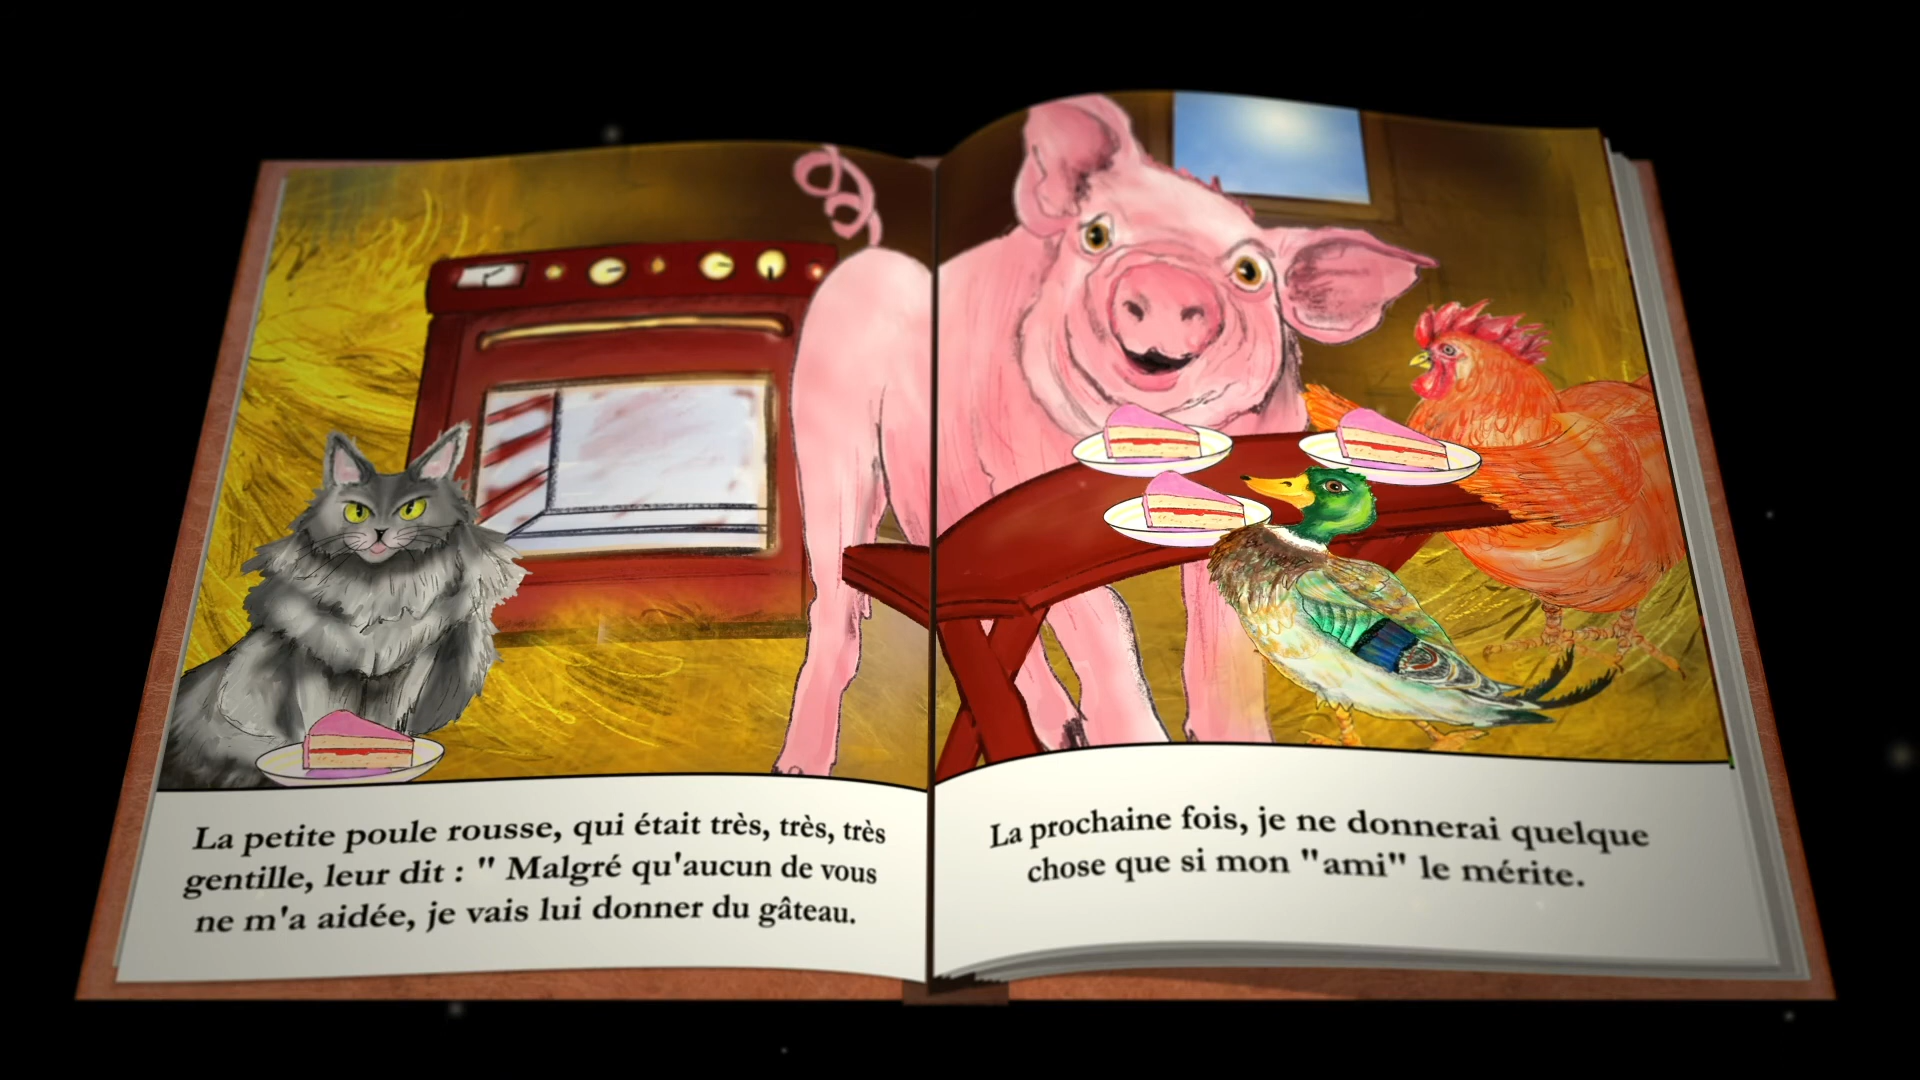 La petite poule rousse, qui était très, très, très
gentille, leur dit : " Malgré qu'aucun de vous
ne m'a aidée, je vais lui donner du gâteau.
La prochaine fois, je ne donnerai quelque
chose que si mon "ami" le mérite.